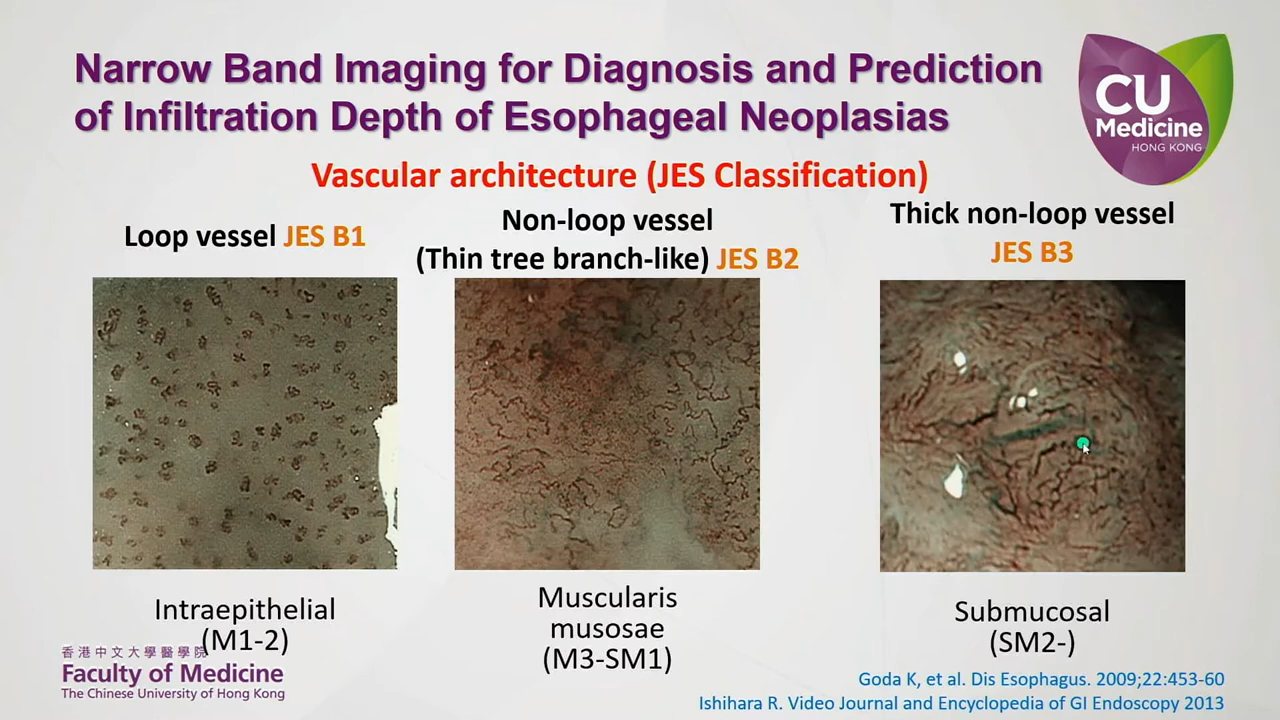 Narrow Band Imaging for Diagnosis and Prediction
of Infiltration Depth of Esophageal Neoplasias
CU
Medicine
HONG KONG
Vascular architecture (JES Classification)
Loop vessel JES B1
Non-loop vessel
(Thin tree branch-like) JES B2
Thick non-loop vessel
JES B3
Intraepithelial
(M1-2)
Muscularis
musosae
(M3-SM1)
Submucosal
(SM2-)
香港中文大學醫學院
Faculty of Medicine
The Chinese University of Hong Kong
Goda K, et al. Dis Esophagus. 2009;22:453-60
Ishihara R. Video Journal and Encyclopedia of GI Endoscopy 2013